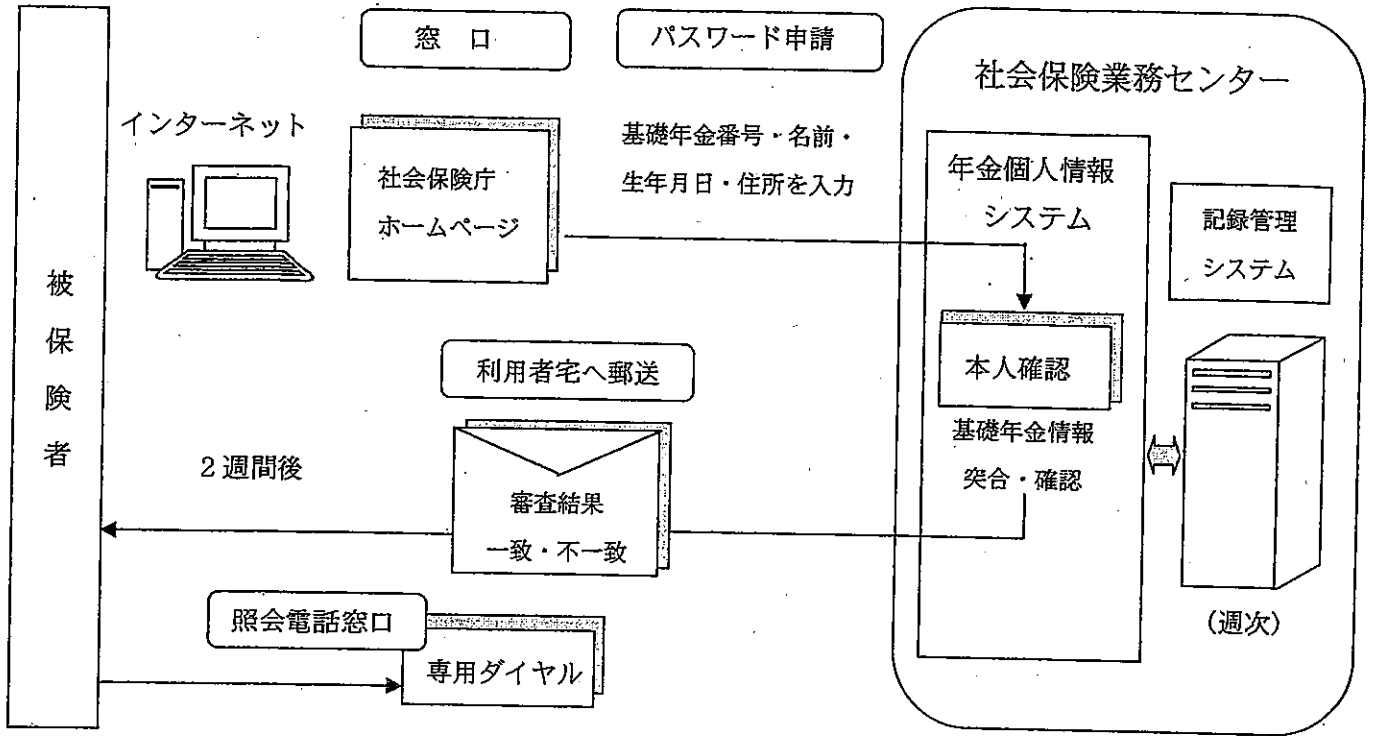 窓 口
パスワード申請
社会保険業務センター
インターネット
社会保険庁
ホームページ
基礎年金番号・名前・
生年月日・住所を入力
年金個人情報
システム
記録管理
システム
被保険者
本人確認
利用者宅へ郵送
基礎年金情報
突合・確認
2週間後
審査結果
一致・不一致
(週次)
照会電話窓口
専用ダイヤル